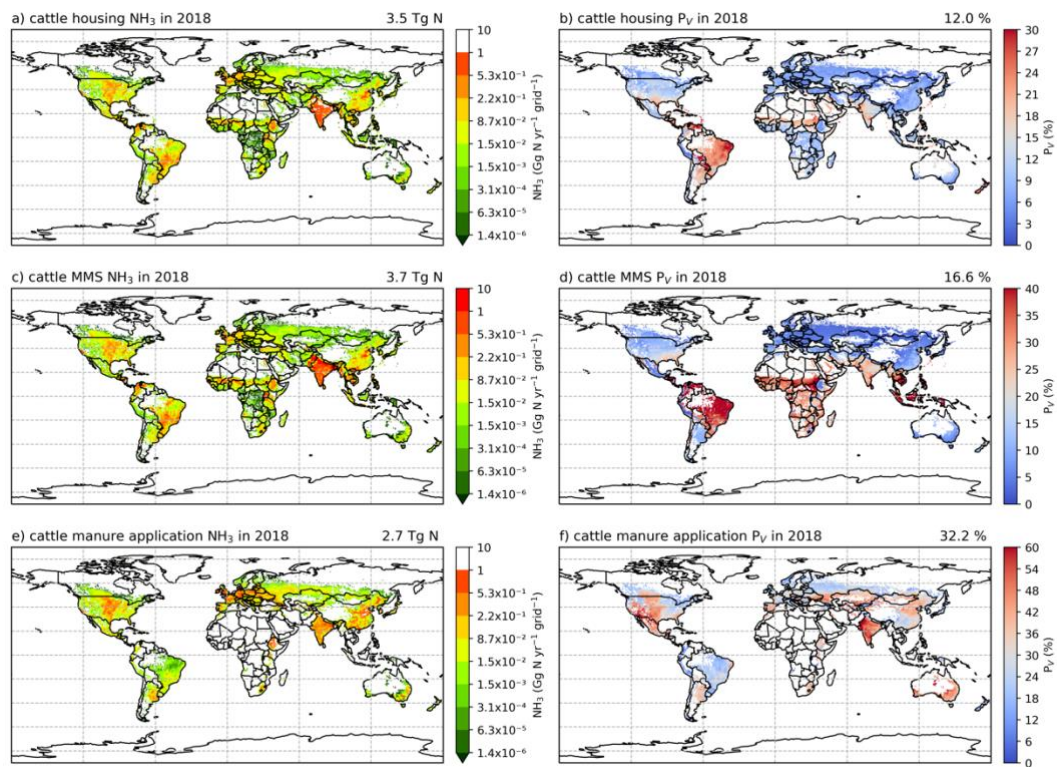 a) cattle housing NH₃ in 2018 3.5 Tg N
10
1
5.3x10⁻¹
2.2x10⁻¹
8.7x10⁻²
1.5x10⁻²
1.5x10⁻³
3.1x10⁻⁴
6.3x10⁻⁵
1.4x10⁻⁶
NH₃ (Gg N yr⁻¹ grid⁻¹)
b) cattle housing Pᵥ in 2018 12.0 %
30
27
24
21
18
15
12
9
6
3
0
Pᵥ (%)
c) cattle MMS NH₃ in 2018 3.7 Tg N
10
1
5.3x10⁻¹
2.2x10⁻¹
8.7x10⁻²
1.5x10⁻²
1.5x10⁻³
3.1x10⁻⁴
6.3x10⁻⁵
1.4x10⁻⁶
NH₃ (Gg N yr⁻¹ grid⁻¹)
d) cattle MMS Pᵥ in 2018 16.6 %
40
35
30
25
20
15
10
5
0
Pᵥ (%)
e) cattle manure application NH₃ in 2018 2.7 Tg N
10
1
5.3x10⁻¹
2.2x10⁻¹
8.7x10⁻²
1.5x10⁻²
1.5x10⁻³
3.1x10⁻⁴
6.3x10⁻⁵
1.4x10⁻⁶
NH₃ (Gg N yr⁻¹ grid⁻¹)
f) cattle manure application Pᵥ in 2018 32.2 %
60
54
48
42
36
30
24
18
12
6
0
Pᵥ (%)